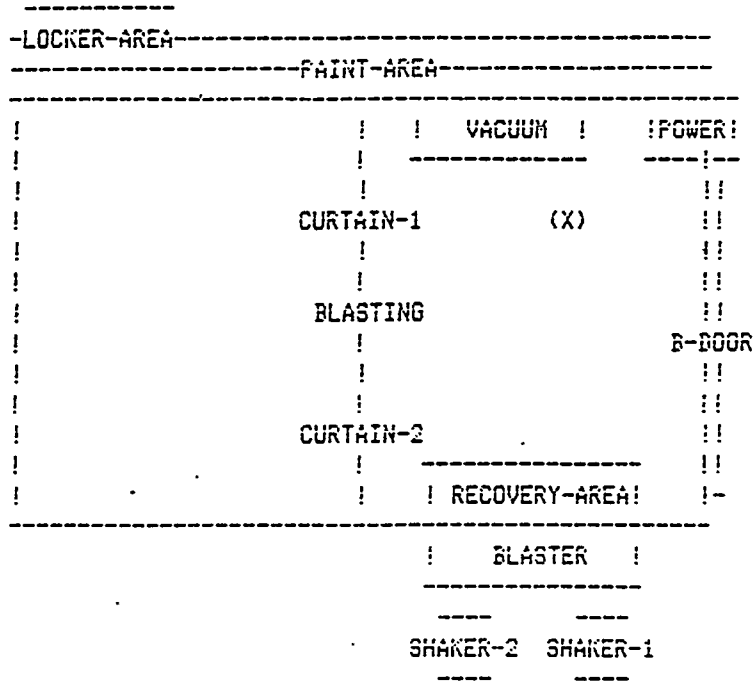 LOCKER-AREA
PAINT-AREA
VACUUM POWER
CURTAIN-1 (X)
BLASTING
B-DOOR
CURTAIN-2
RECOVERY-AREA
BLASTER
SHAKER-2 SHAKER-1